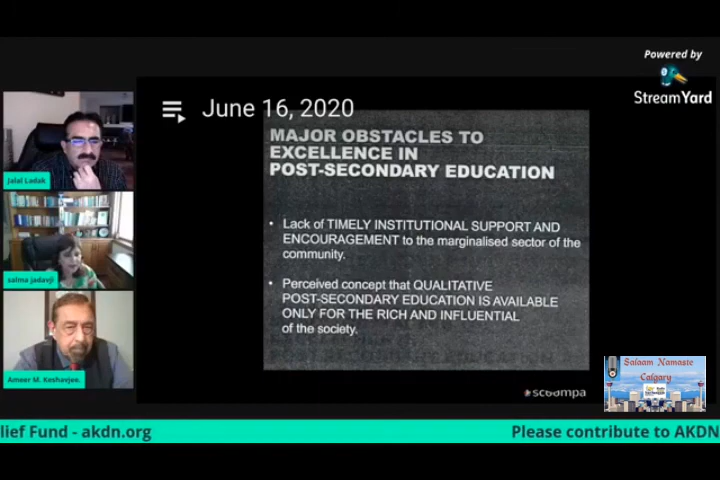 Powered by
StreamYard
June 16, 2020
MAJOR OBSTACLES TO
EXCELLENCE IN
POST-SECONDARY EDUCATION
• Lack of TIMELY INSTITUTIONAL SUPPORT AND
ENCOURAGEMENT to the marginalised sector of the
community.
• Perceived concept that QUALITATIVE
POST-SECONDARY EDUCATION IS AVAILABLE
ONLY FOR THE RICH AND INFLUENTIAL
of the society.
Jalal Ladak
salma jadavji
Ameer M. Keshavjee.
Salaam Namaste
Calgary
lief Fund - akdn.org
Please contribute to AKDN